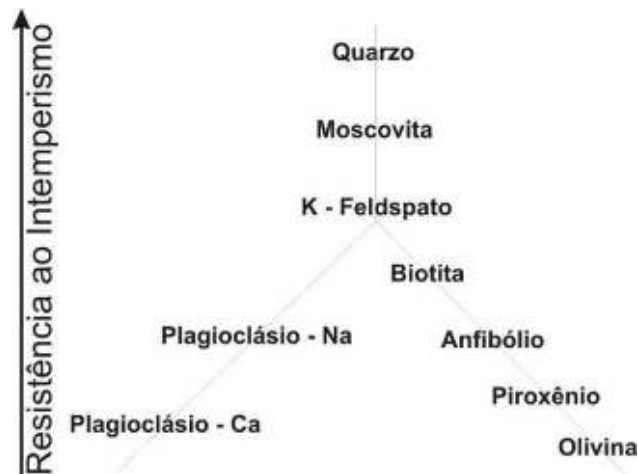 Resistência ao Intemperismo
Quarzo
Moscovita
K - Feldspato
Biotita
Plagioclásio - Na
Anfibólio
Piroxênio
Plagioclásio - Ca
Olivina